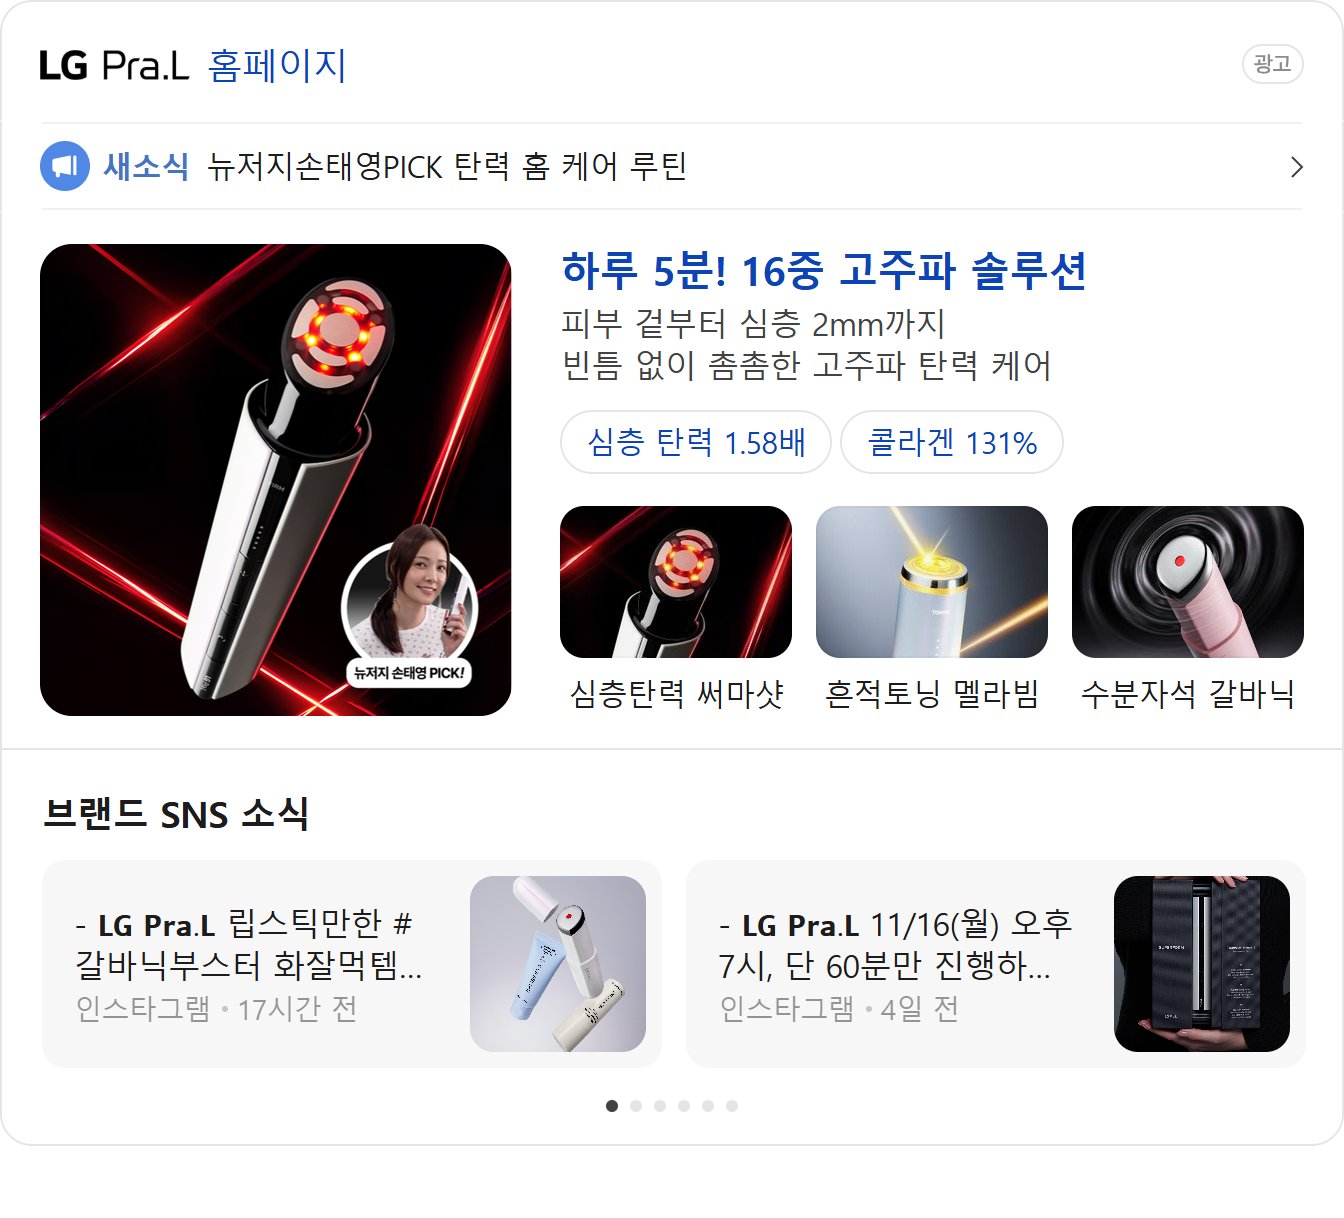 LG Pra.L 홈페이지
광고
새소식 뉴저지손태영PICK 탄력 홈 케어 루틴
뉴저지 손태영 PICK!
하루 5분! 16중 고주파 솔루션
피부 겉부터 심층 2mm까지
빈틈 없이 촘촘한 고주파 탄력 케어
심층 탄력 1.58배
콜라겐 131%
심층탄력 써마샷
흔적토닝 멜라빔
수분자석 갈바닉
브랜드 SNS 소식
- LG Pra.L 립스틱만한 #
갈바닉부스터 화잘먹템...
인스타그램 • 17시간 전
- LG Pra.L 11/16(월) 오후
7시, 단 60분만 진행하...
인스타그램 • 4일 전